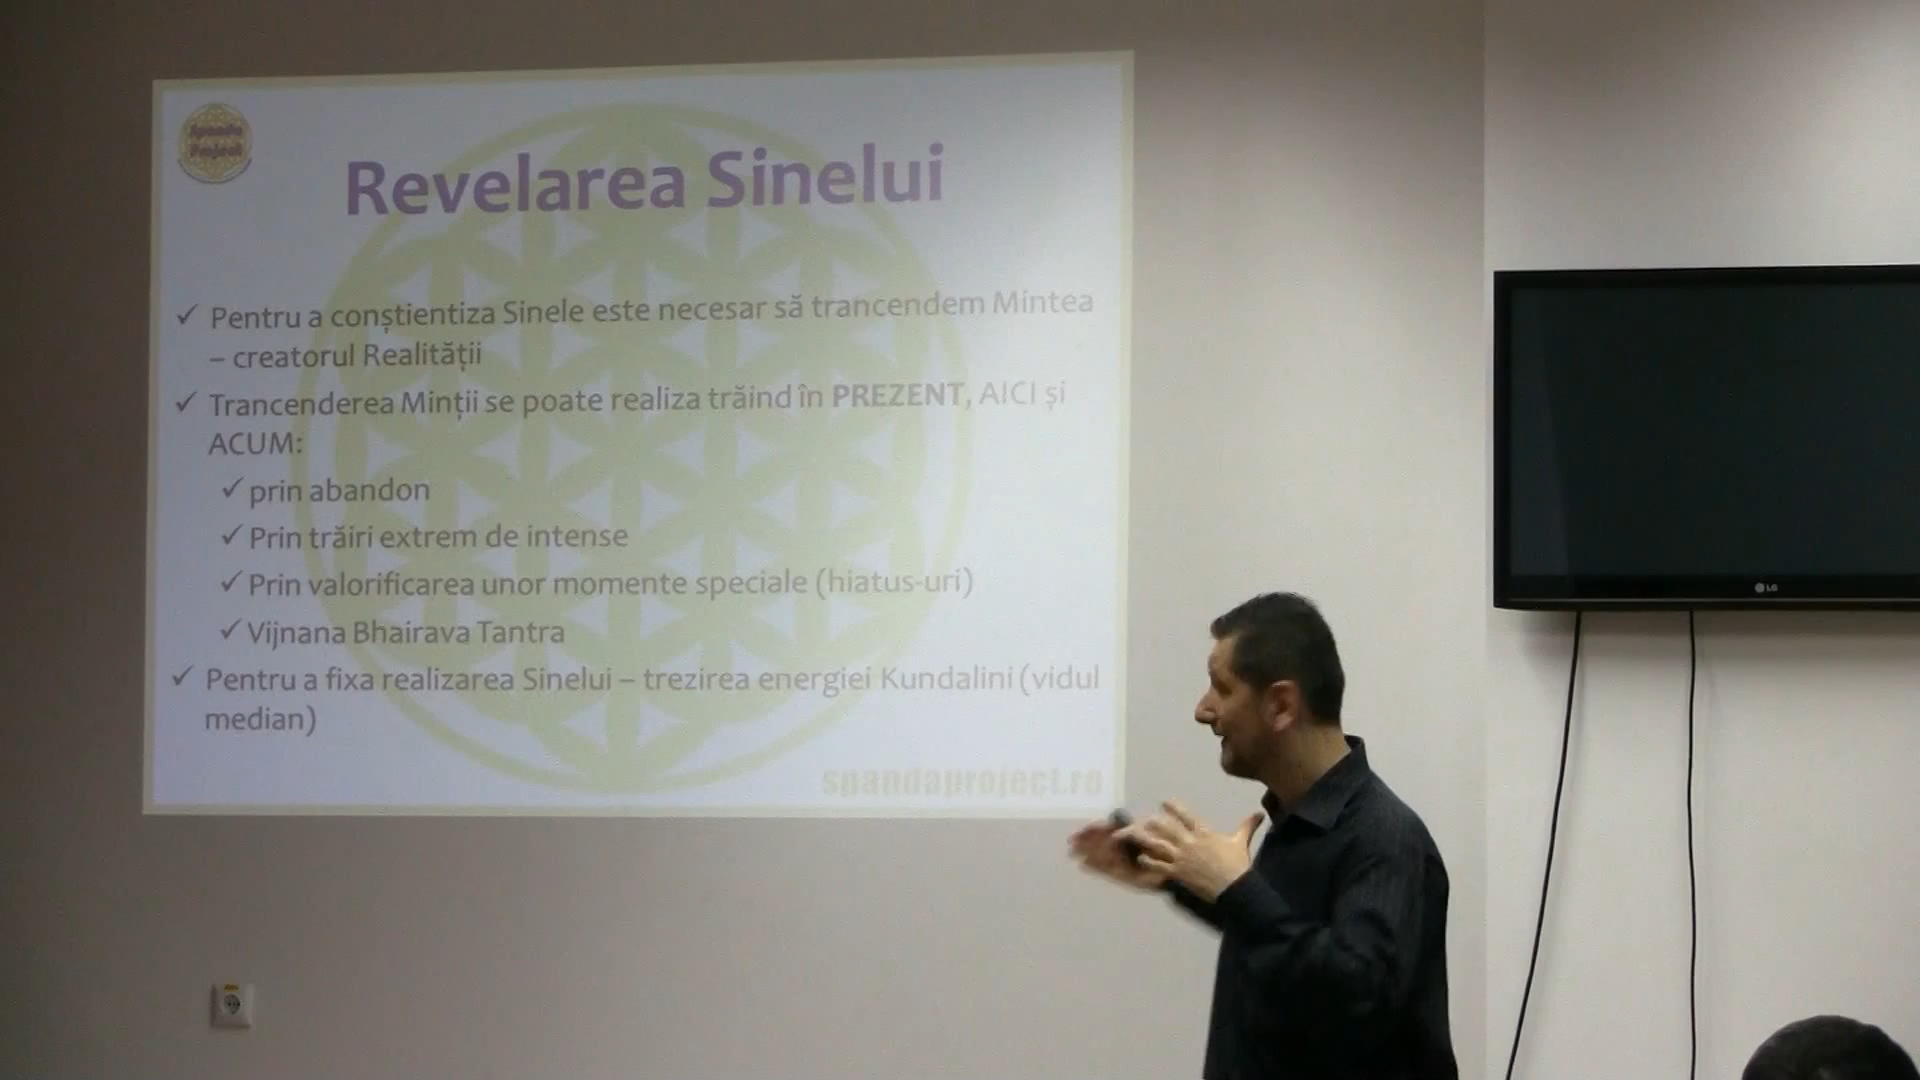 Spanda
Project
Revelarea Sinelui
✓ Pentru a conștientiza Sinele este necesar să trancendem Mintea
– creatorul Realității
✓ Trancenderea Minții se poate realiza trăind în PREZENT, AICI și
ACUM:
✓ prin abandon
✓ Prin trăiri extrem de intense
✓ Prin valorificarea unor momente speciale (hiatus-uri)
✓ Vijnana Bhairava Tantra
✓ Pentru a fixa realizarea Sinelui – trezirea energiei Kundalini (vidul
median)
spandaproject.ro
LG